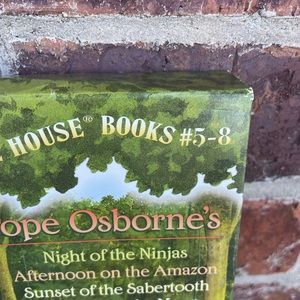 HOUSE® BOOKS #5-8
ope Osborne's
Night of the Ninjas
Afternoon on the Amazon
Sunset of the Sabertooth